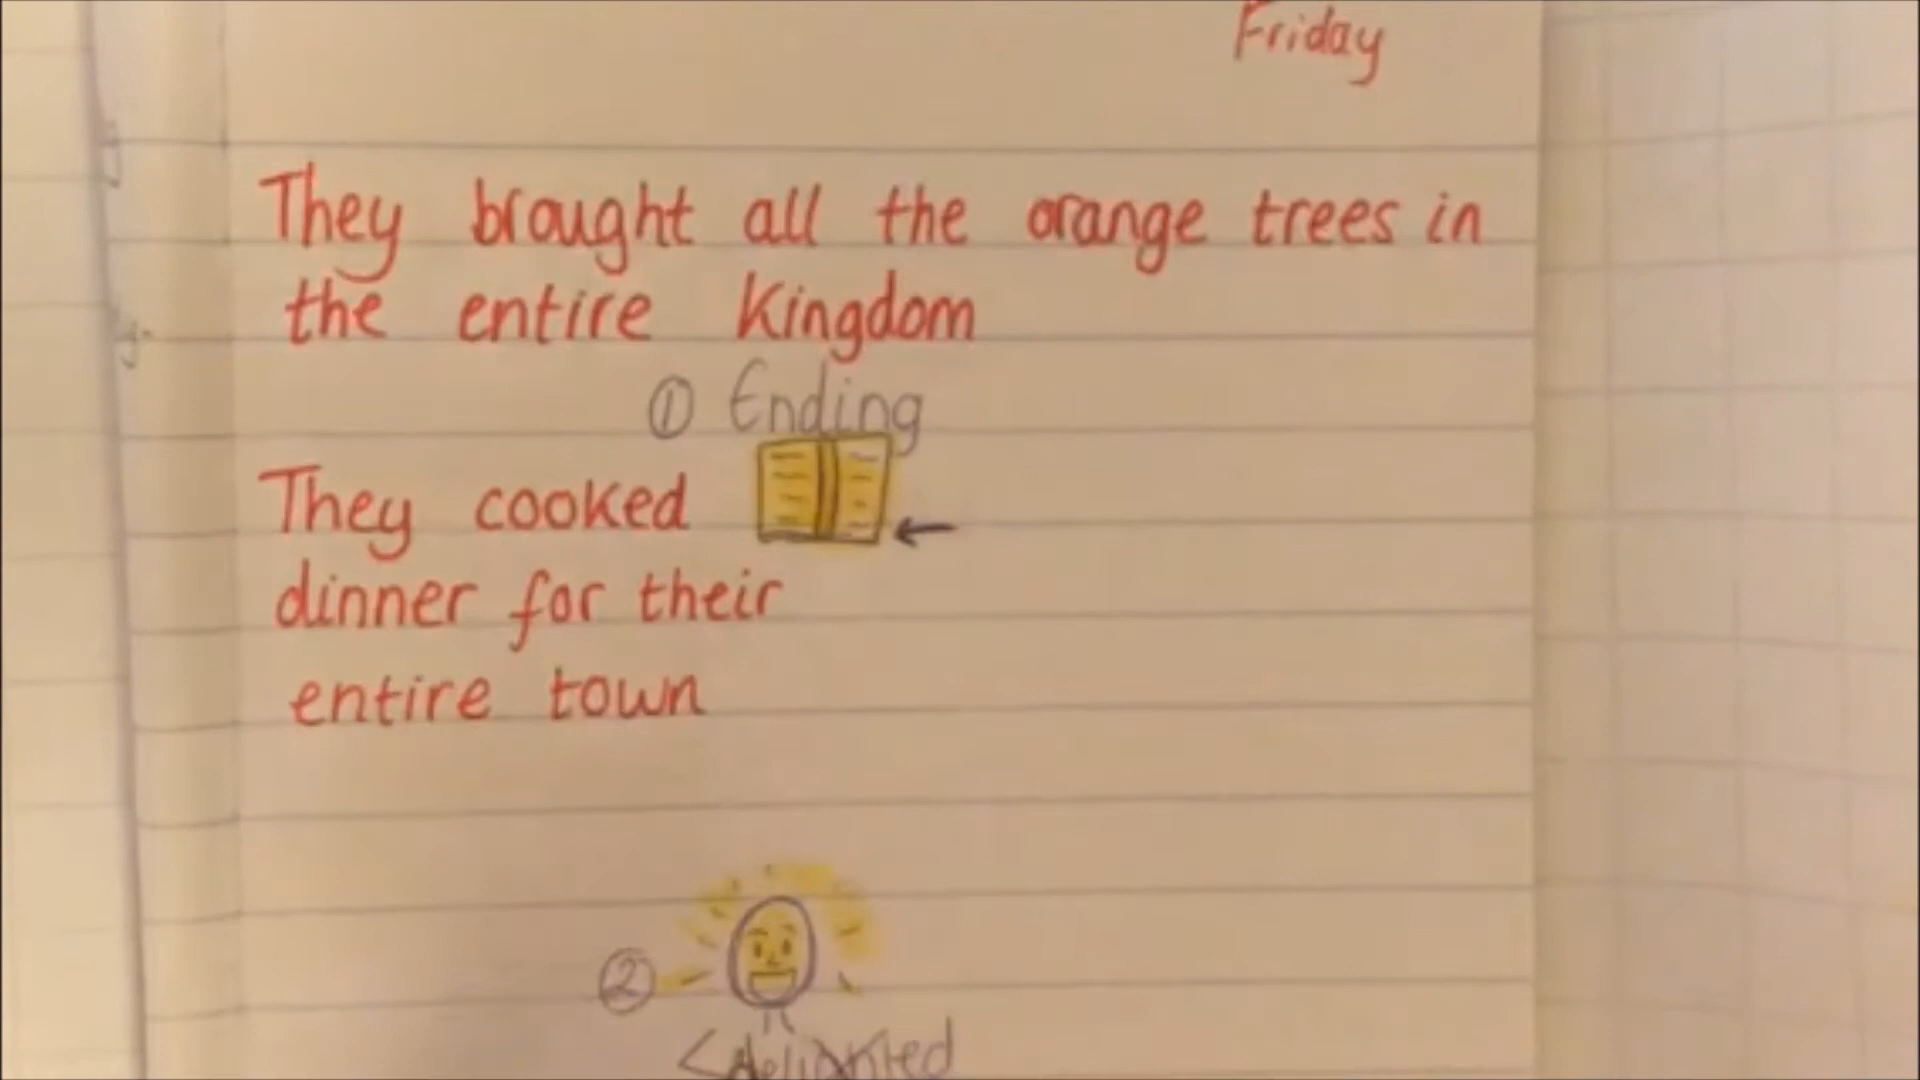 Friday
They brought all the orange trees in
the entire Kingdom
① Ending
They cooked
dinner for their
entire town
②
delighted